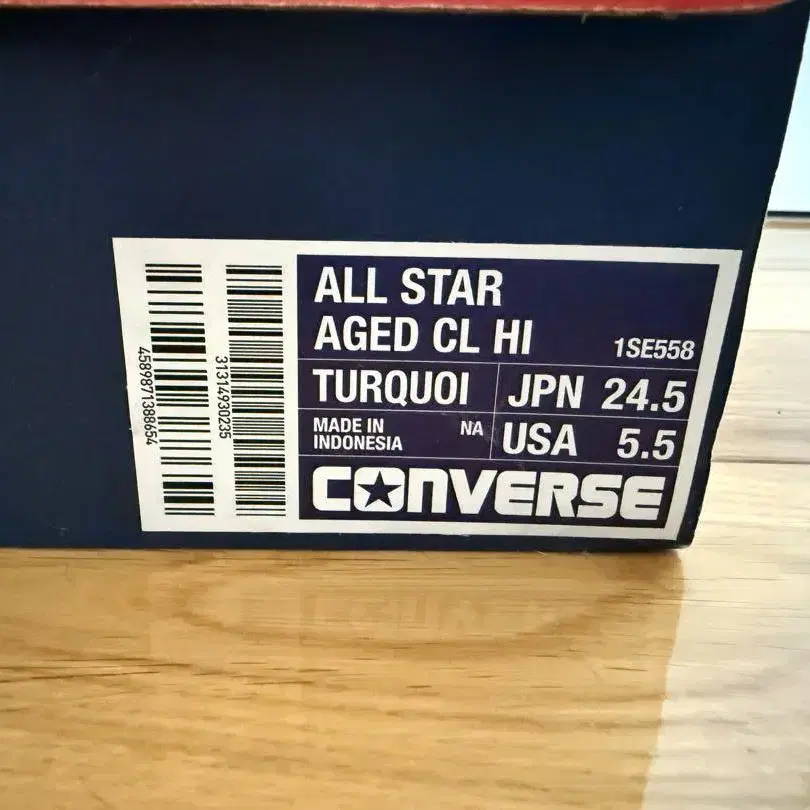 4589871388654
31314930235
ALL STAR
AGED CL HI 1SE558
TURQUOI JPN 24.5
MADE IN
INDONESIA NA USA 5.5
CONVERSE